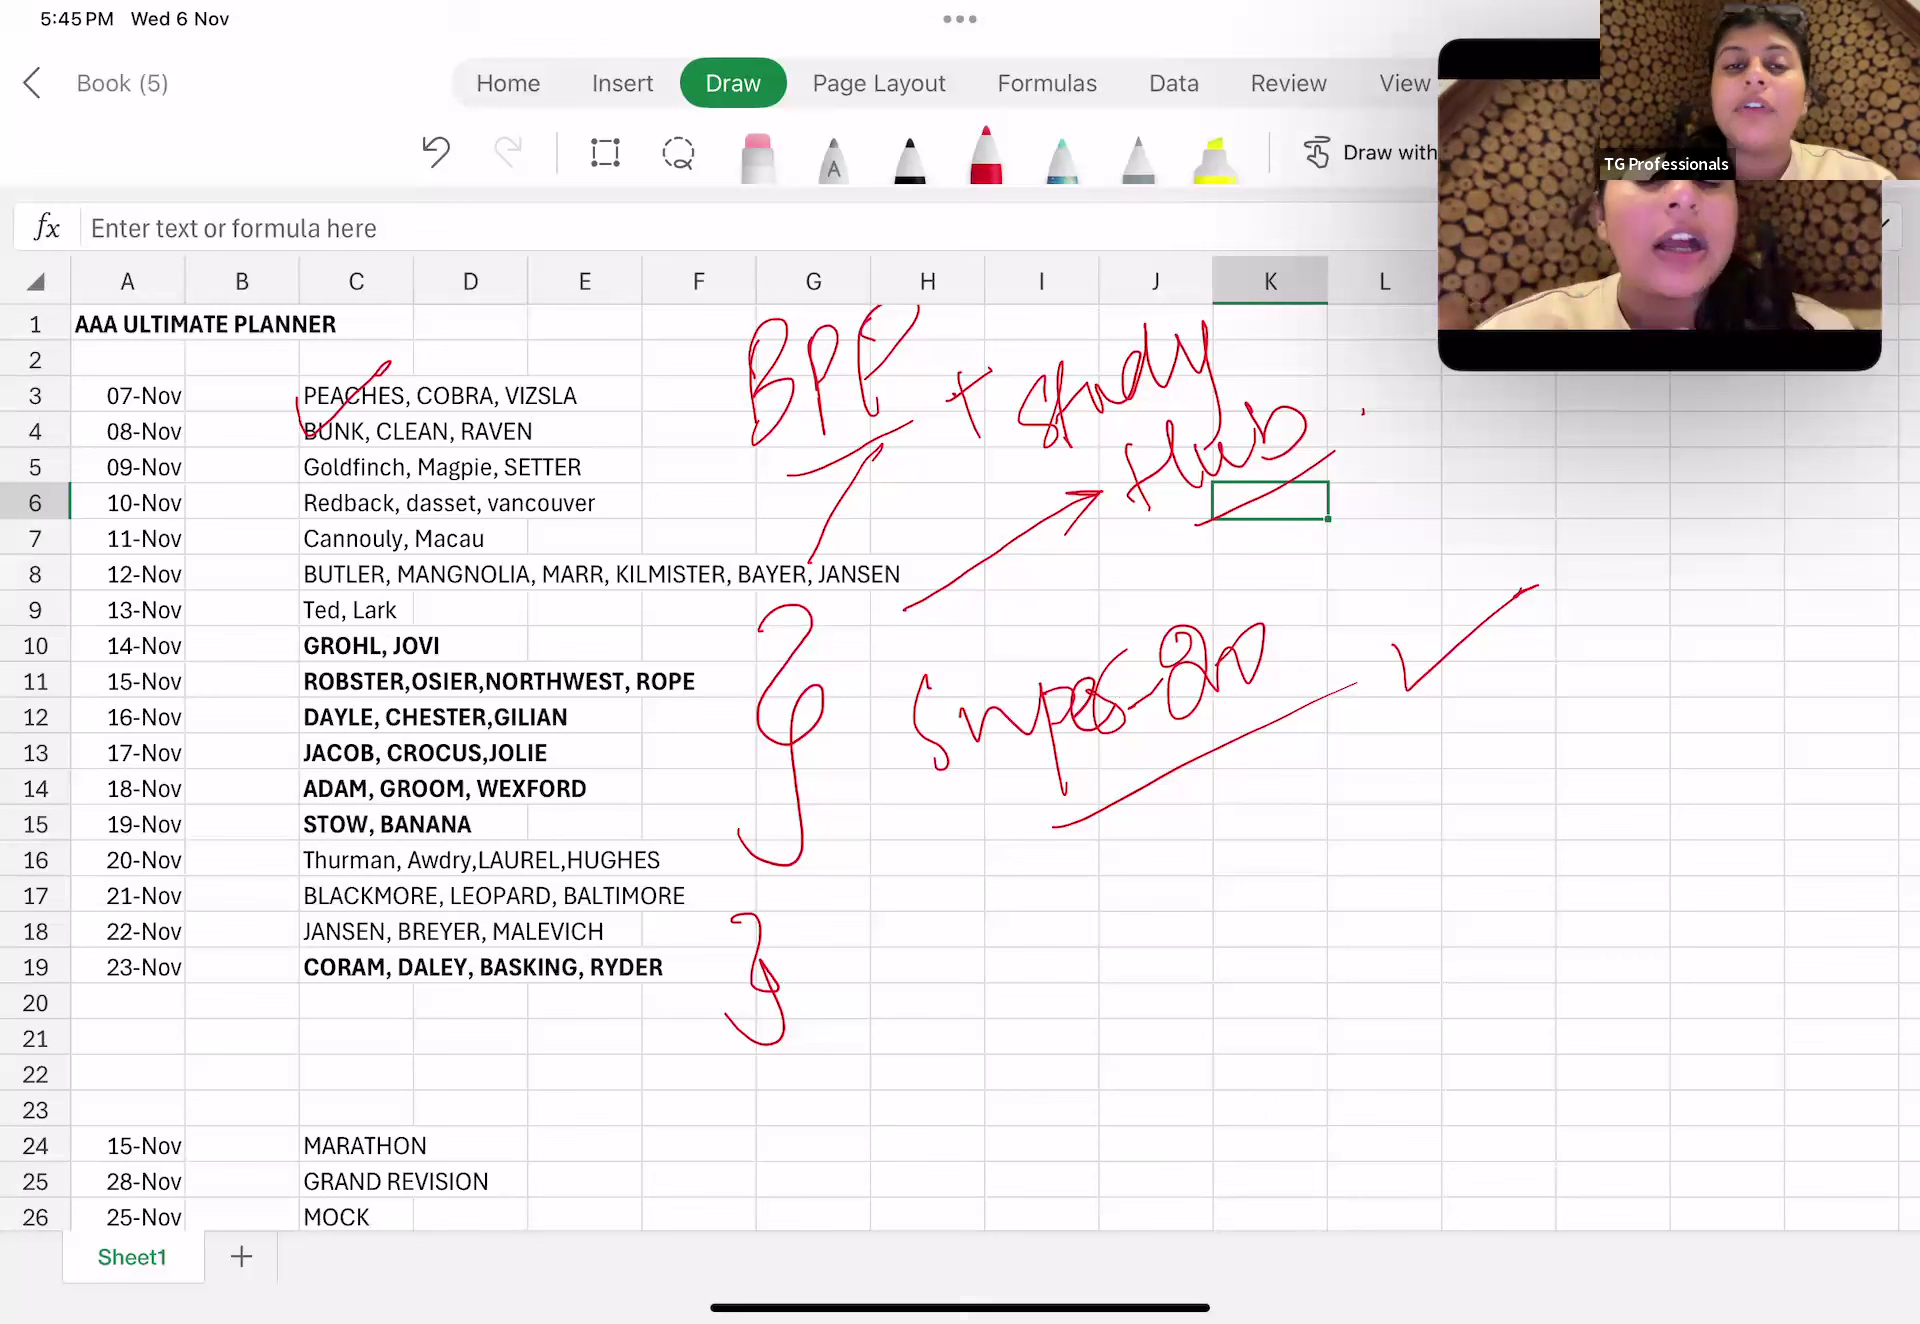 5:45 PM Wed 6 Nov
Book (5)
Home Insert Draw Page Layout Formulas Data Review View
A
Draw with
TG Professionals
fx Enter text or formula here
A B C D E F G H I J K L
1 AAA ULTIMATE PLANNER
2
3 07-Nov PEACHES, COBRA, VIZSLA
4 08-Nov BUNK, CLEAN, RAVEN
5 09-Nov Goldfinch, Magpie, SETTER
6 10-Nov Redback, dasset, vancouver
7 11-Nov Cannouly, Macau
8 12-Nov BUTLER, MANGNOLIA, MARR, KILMISTER, BAYER, JANSEN
9 13-Nov Ted, Lark
10 14-Nov GROHL, JOVI
11 15-Nov ROBSTER,OSIER,NORTHWEST, ROPE
12 16-Nov DAYLE, CHESTER,GILIAN
13 17-Nov JACOB, CROCUS,JOLIE
14 18-Nov ADAM, GROOM, WEXFORD
15 19-Nov STOW, BANANA
16 20-Nov Thurman, Awdry,LAUREL,HUGHES
17 21-Nov BLACKMORE, LEOPARD, BALTIMORE
18 22-Nov JANSEN, BREYER, MALEVICH
19 23-Nov CORAM, DALEY, BASKING, RYDER
20
21
22
23
24 15-Nov MARATHON
25 28-Nov GRAND REVISION
26 25-Nov MOCK
BPP + Study
Hub
Sheet1 +